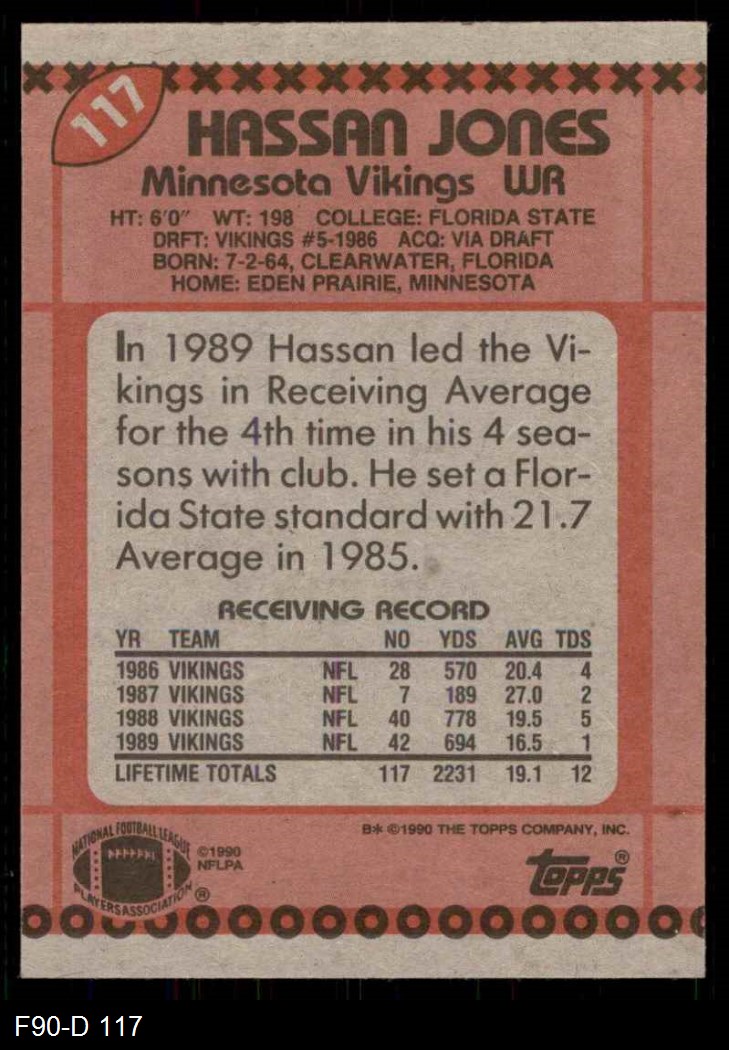 117
HASSAN JONES
Minnesota Vikings WR
HT: 6'0" WT: 198 COLLEGE: FLORIDA STATE
DRFT: VIKINGS #5-1986 ACQ: VIA DRAFT
BORN: 7-2-64, CLEARWATER, FLORIDA
HOME: EDEN PRAIRIE, MINNESOTA
In 1989 Hassan led the Vi-
kings in Receiving Average
for the 4th time in his 4 sea-
sons with club. He set a Flor-
ida State standard with 21.7
Average in 1985.
RECEIVING RECORD
YR TEAM NO YDS AVG TDS
1986 VIKINGS NFL 28 570 20.4 4
1987 VIKINGS NFL 7 189 27.0 2
1988 VIKINGS NFL 40 778 19.5 5
1989 VIKINGS NFL 42 694 16.5 1
LIFETIME TOTALS 117 2231 19.1 12
B* ©1990 THE TOPPS COMPANY, INC.
NATIONAL FOOTBALL LEAGUE
PLAYERS ASSOCIATION ®
©1990
NFLPA
topps®
F90-D 117